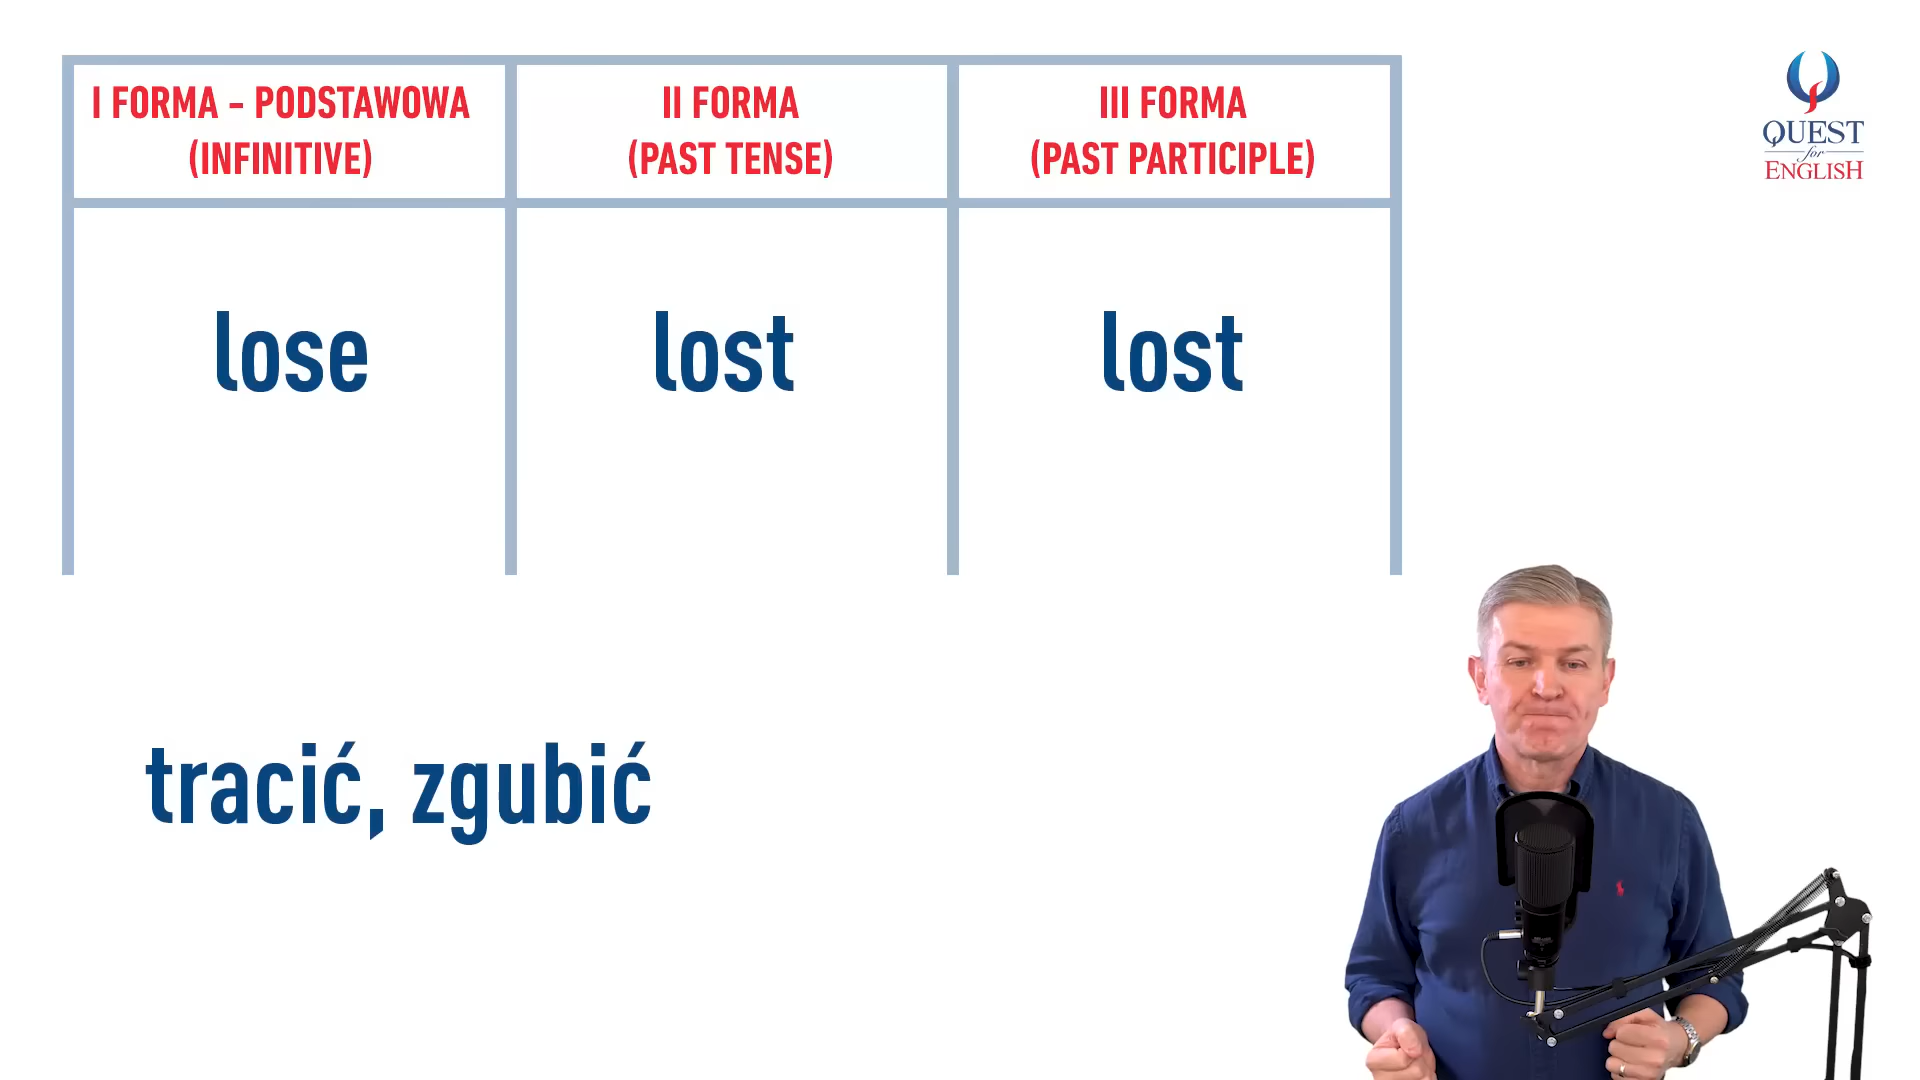 I FORMA – PODSTAWOWA
(INFINITIVE)
II FORMA
(PAST TENSE)
III FORMA
(PAST PARTICIPLE)
lose
lost
lost
tracić, zgubić
QUEST
for
ENGLISH